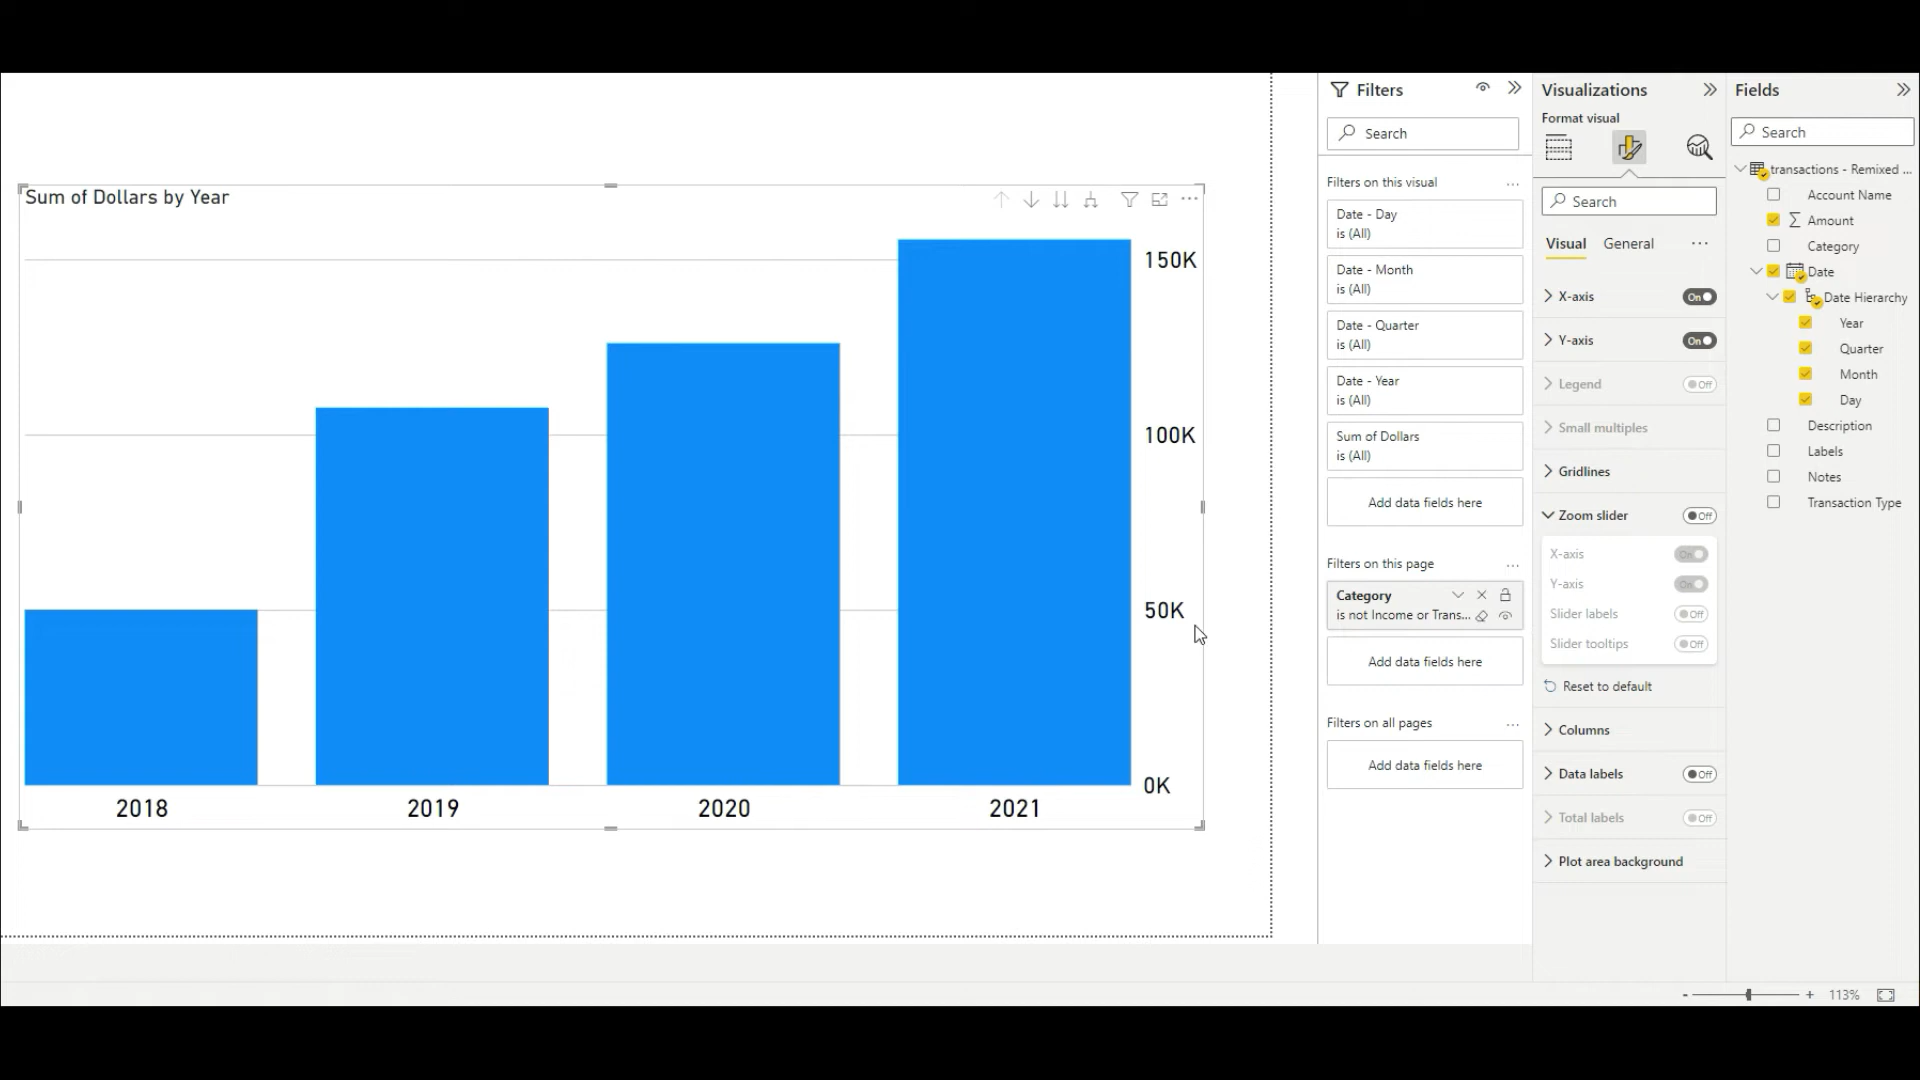 Sum of Dollars by Year
150K
100K
50K
0K
2018
2019
2020
2021
Filters
Search
Filters on this visual
Date - Day
is (All)
Date - Month
is (All)
Date - Quarter
is (All)
Date - Year
is (All)
Sum of Dollars
is (All)
Add data fields here
Filters on this page
Category
is not Income or Trans...
Add data fields here
Filters on all pages
Add data fields here
Visualizations
Format visual
Search
Visual General
X-axis On
Y-axis On
Legend Off
Small multiples
Gridlines
Zoom slider Off
X-axis On
Y-axis On
Slider labels Off
Slider tooltips Off
Reset to default
Columns
Data labels Off
Total labels Off
Plot area background
Fields
Search
transactions - Remixed ...
Account Name
Amount
Category
Date
Date Hierarchy
Year
Quarter
Month
Day
Description
Labels
Notes
Transaction Type
- + 113%